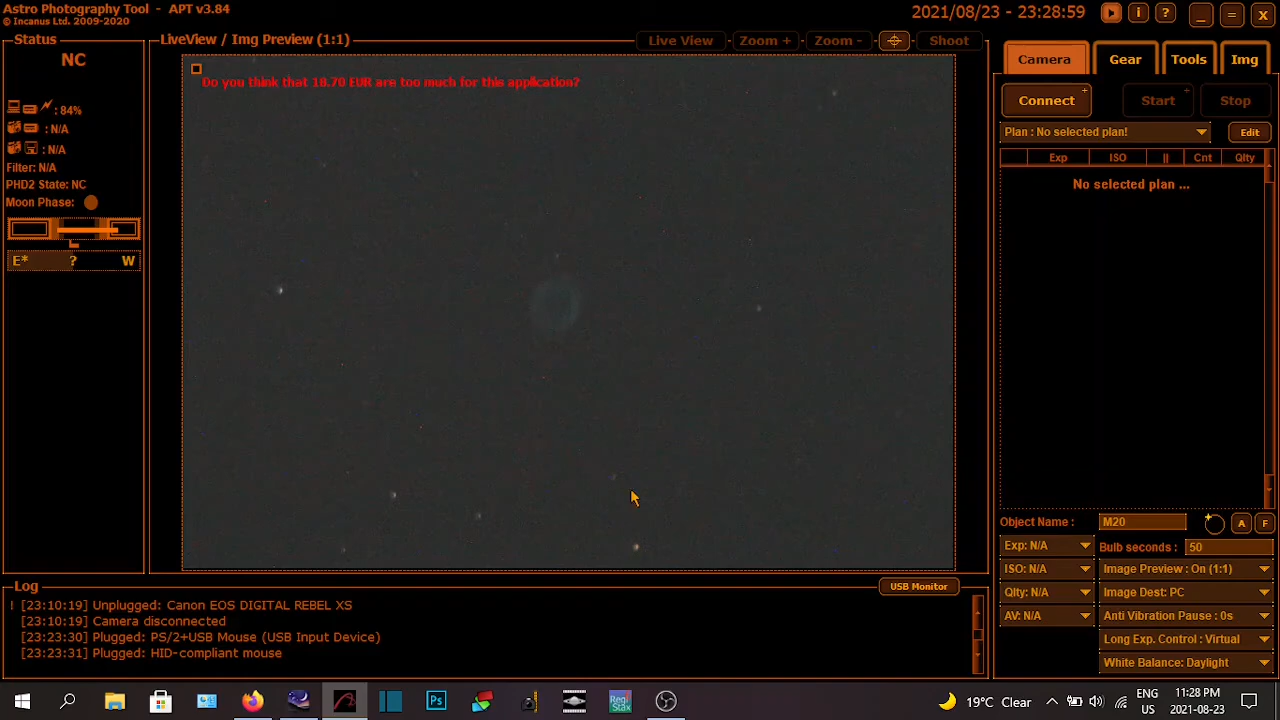 Astro Photography Tool - APT v3.84
© Incanus Ltd. 2009-2020
2021/08/23 - 23:28:59
i
?
Status
NC
: 84%
: N/A
: N/A
Filter: N/A
PHD2 State: NC
Moon Phase:
E* ? W
LiveView / Img Preview (1:1)
Live View
Zoom +
Zoom -
Shoot
Do you think that 18.70 EUR are too much for this application?
Camera
Gear
Tools
Img
Connect +
Start +
Stop
Plan : No selected plan!
Edit
Exp ISO || Cnt Qlty
No selected plan ...
Object Name : M20
A
F
Exp: N/A
Bulb seconds : 50
ISO: N/A
Image Preview : On (1:1)
Qlty: N/A
Image Dest: PC
AV: N/A
Anti Vibration Pause : 0s
Long Exp. Control : Virtual
White Balance: Daylight
Log
USB Monitor
! [23:10:19] Unplugged: Canon EOS DIGITAL REBEL XS
[23:10:19] Camera disconnected
[23:23:30] Plugged: PS/2+USB Mouse (USB Input Device)
[23:23:31] Plugged: HID-compliant mouse
Ps
Regi
Stax
19°C Clear
ENG
US
11:28 PM
2021-08-23